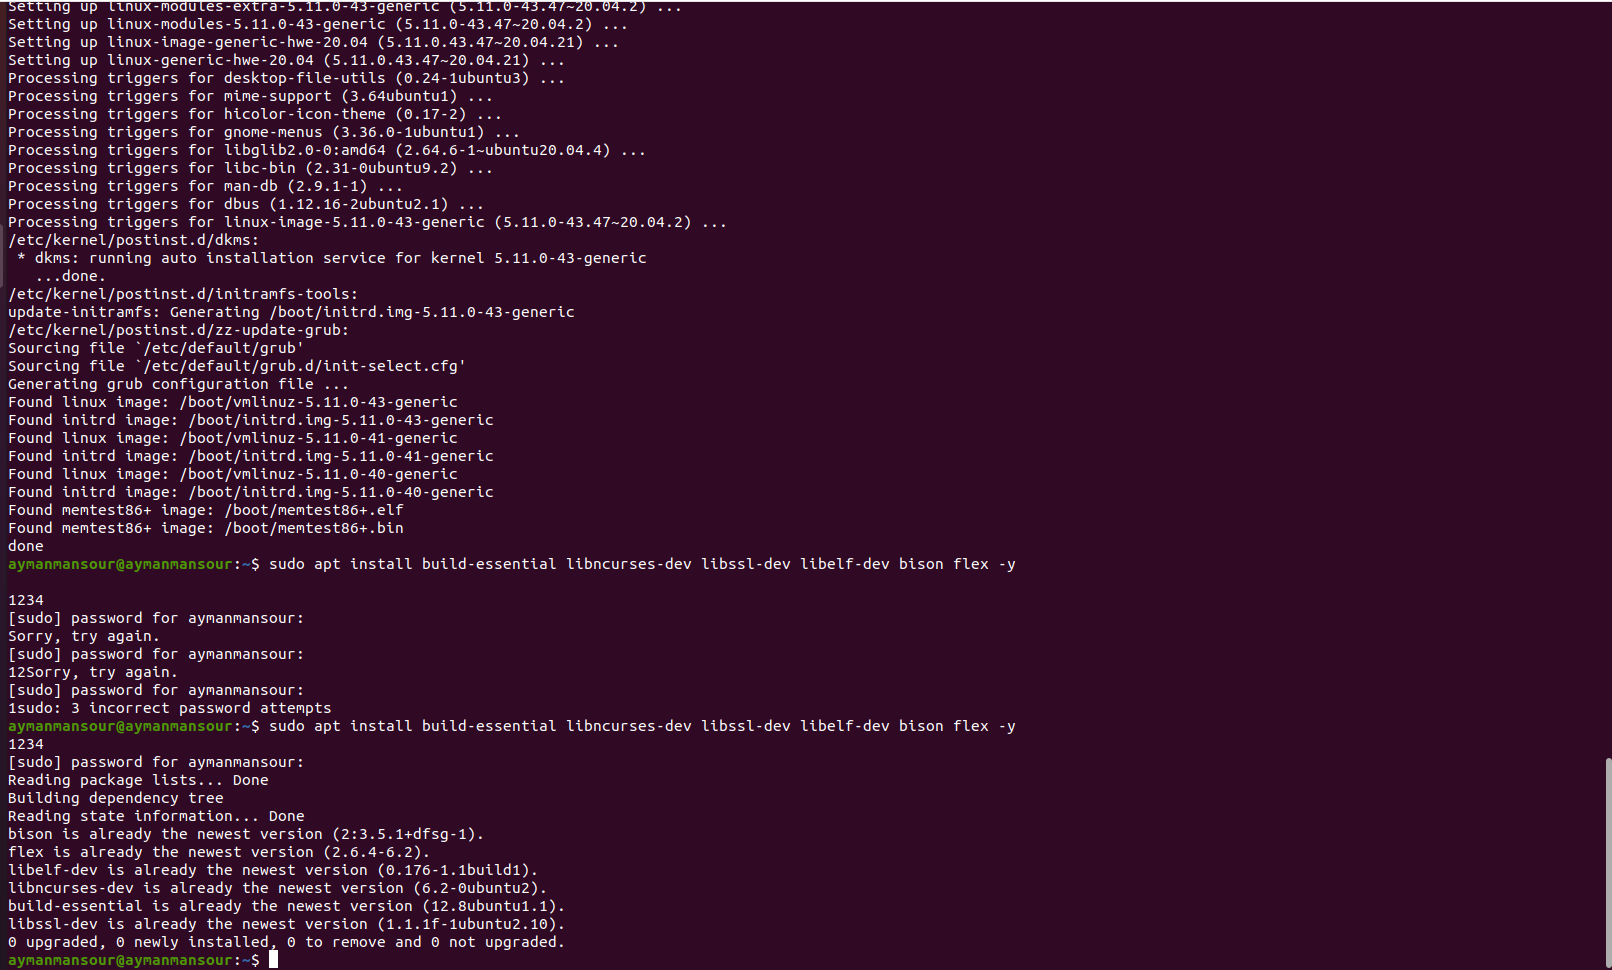 Setting up linux-modules-extra-5.11.0-43-generic (5.11.0-43.47~20.04.2) ...
Setting up linux-modules-5.11.0-43-generic (5.11.0-43.47~20.04.2) ...
Setting up linux-image-generic-hwe-20.04 (5.11.0.43.47~20.04.21) ...
Setting up linux-generic-hwe-20.04 (5.11.0.43.47~20.04.21) ...
Processing triggers for desktop-file-utils (0.24-1ubuntu3) ...
Processing triggers for mime-support (3.64ubuntu1) ...
Processing triggers for hicolor-icon-theme (0.17-2) ...
Processing triggers for gnome-menus (3.36.0-1ubuntu1) ...
Processing triggers for libglib2.0-0:amd64 (2.64.6-1~ubuntu20.04.4) ...
Processing triggers for libc-bin (2.31-0ubuntu9.2) ...
Processing triggers for man-db (2.9.1-1) ...
Processing triggers for dbus (1.12.16-2ubuntu2.1) ...
Processing triggers for linux-image-5.11.0-43-generic (5.11.0-43.47~20.04.2) ...
/etc/kernel/postinst.d/dkms:
 * dkms: running auto installation service for kernel 5.11.0-43-generic
   ...done.
/etc/kernel/postinst.d/initramfs-tools:
update-initramfs: Generating /boot/initrd.img-5.11.0-43-generic
/etc/kernel/postinst.d/zz-update-grub:
Sourcing file `/etc/default/grub'
Sourcing file `/etc/default/grub.d/init-select.cfg'
Generating grub configuration file ...
Found linux image: /boot/vmlinuz-5.11.0-43-generic
Found initrd image: /boot/initrd.img-5.11.0-43-generic
Found linux image: /boot/vmlinuz-5.11.0-41-generic
Found initrd image: /boot/initrd.img-5.11.0-41-generic
Found linux image: /boot/vmlinuz-5.11.0-40-generic
Found initrd image: /boot/initrd.img-5.11.0-40-generic
Found memtest86+ image: /boot/memtest86+.elf
Found memtest86+ image: /boot/memtest86+.bin
done
aymanmansour@aymanmansour:~$ sudo apt install build-essential libncurses-dev libssl-dev libelf-dev bison flex -y
1234
[sudo] password for aymanmansour:
Sorry, try again.
[sudo] password for aymanmansour:
12Sorry, try again.
[sudo] password for aymanmansour:
1sudo: 3 incorrect password attempts
aymanmansour@aymanmansour:~$ sudo apt install build-essential libncurses-dev libssl-dev libelf-dev bison flex -y
1234
[sudo] password for aymanmansour:
Reading package lists... Done
Building dependency tree
Reading state information... Done
bison is already the newest version (2:3.5.1+dfsg-1).
flex is already the newest version (2.6.4-6.2).
libelf-dev is already the newest version (0.176-1.1build1).
libncurses-dev is already the newest version (6.2-0ubuntu2).
build-essential is already the newest version (12.8ubuntu1.1).
libssl-dev is already the newest version (1.1.1f-1ubuntu2.10).
0 upgraded, 0 newly installed, 0 to remove and 0 not upgraded.
aymanmansour@aymanmansour:~$